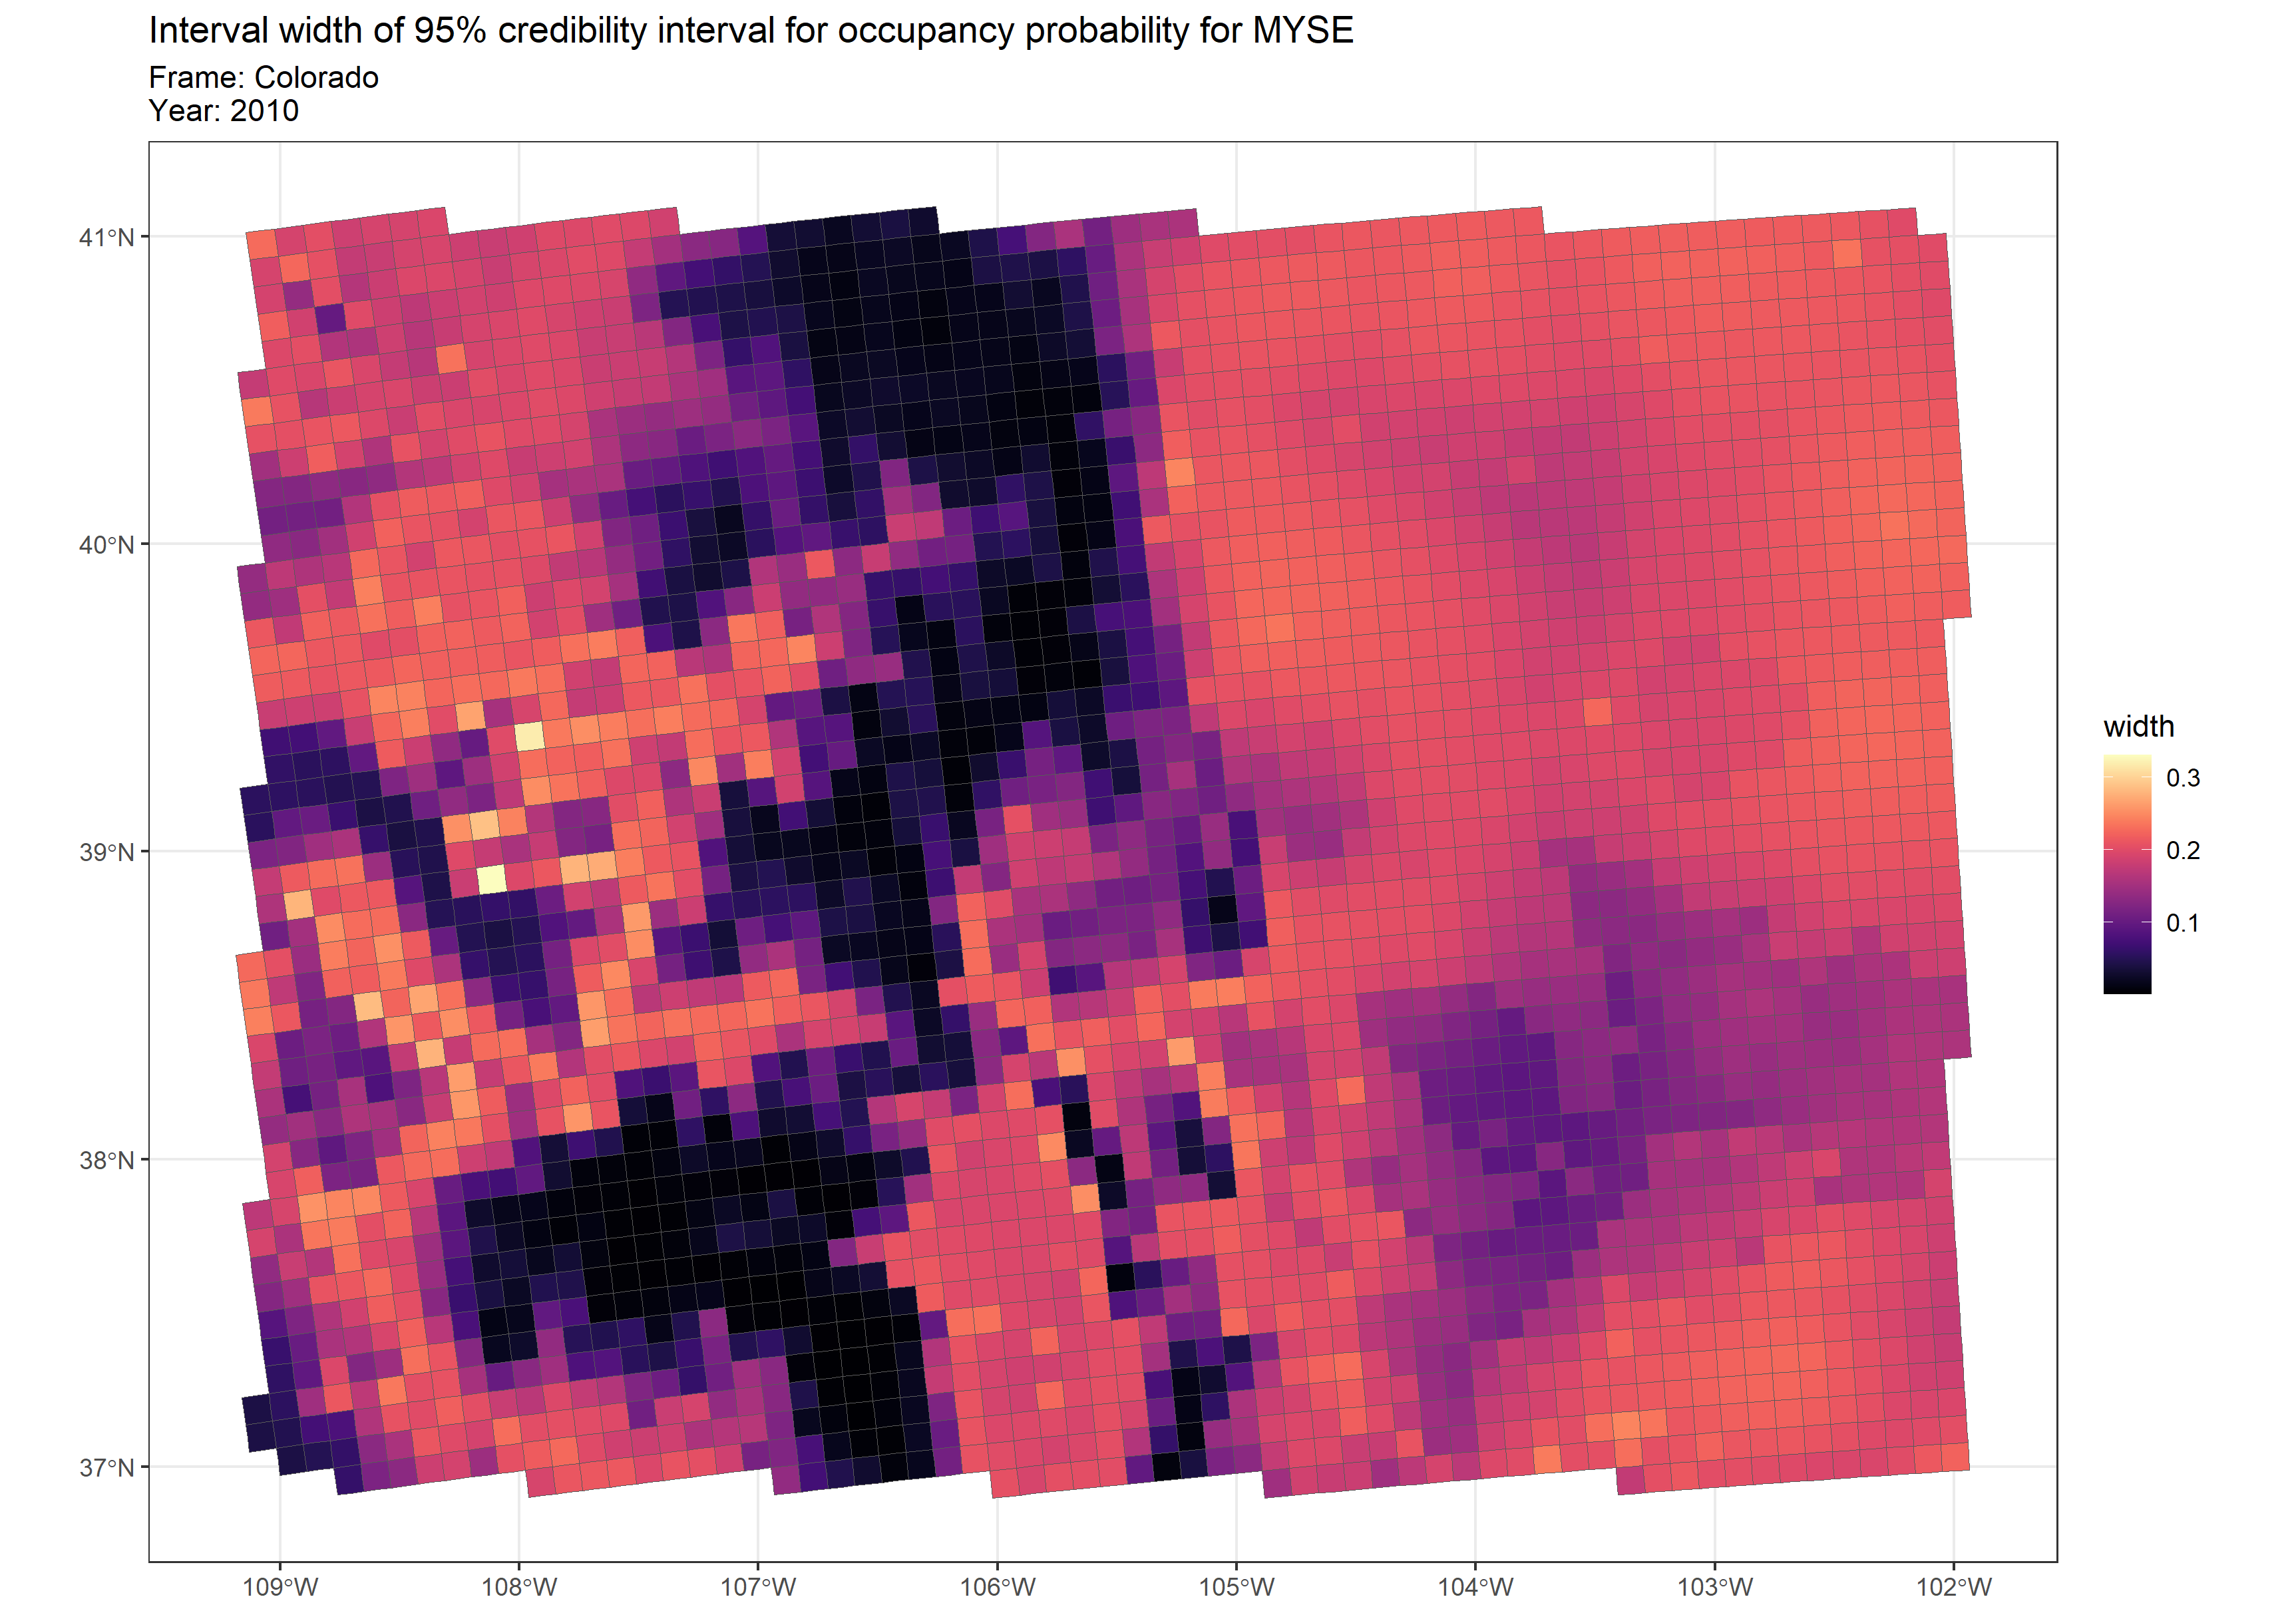 Interval width of 95% credibility interval for occupancy probability for MYSE
Frame: Colorado
Year: 2010
41°N
40°N
39°N
38°N
37°N
109°W
108°W
107°W
106°W
105°W
104°W
103°W
102°W
width
0.3
0.2
0.1